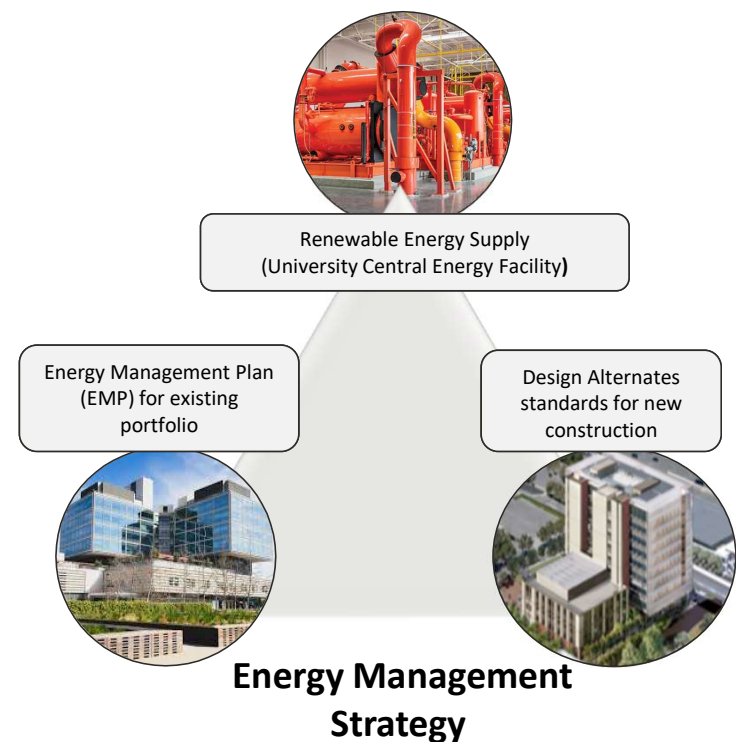 Renewable Energy Supply
(University Central Energy Facility)
Energy Management Plan
(EMP) for existing
portfolio
Design Alternates
standards for new
construction
Energy Management
Strategy